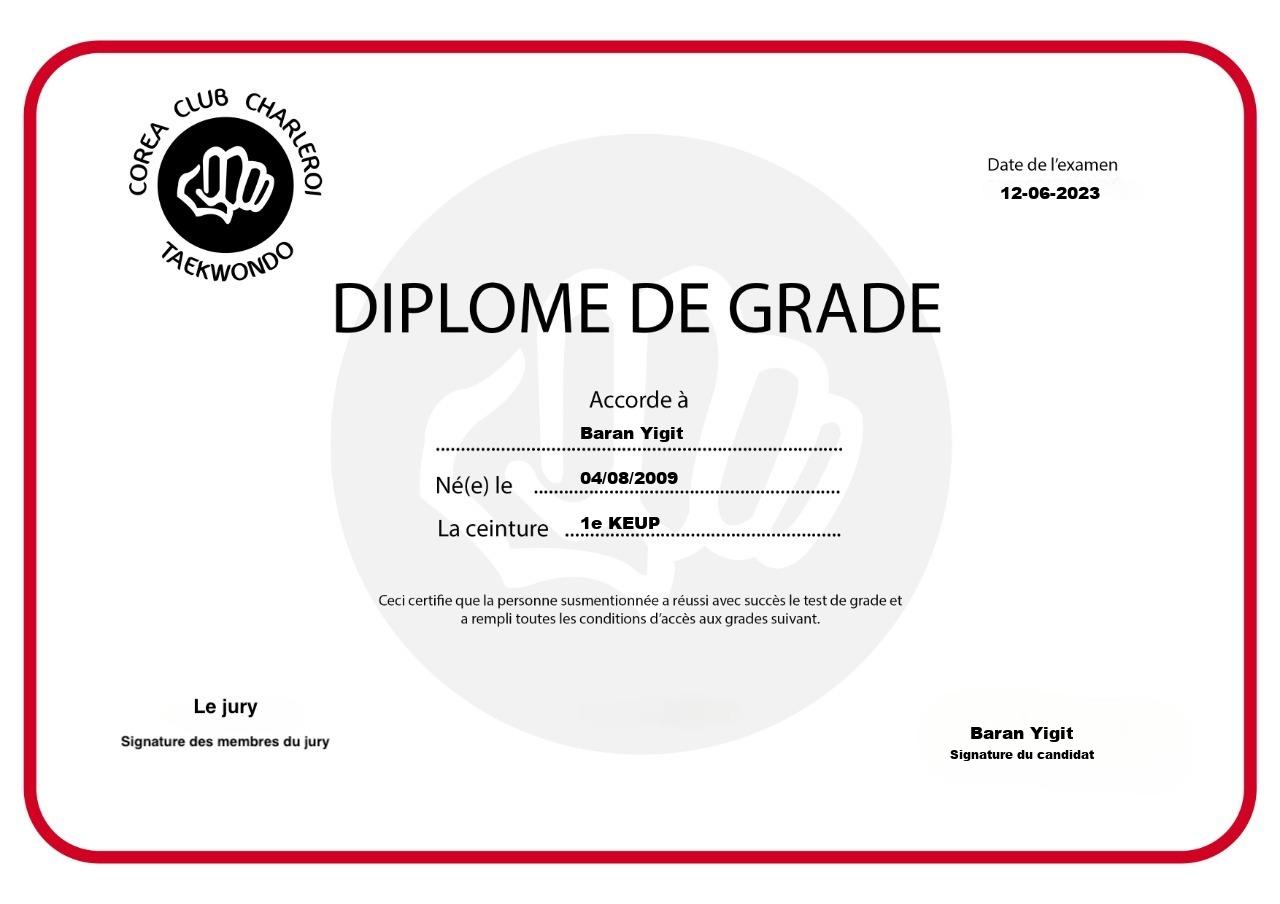 COREA CLUB CHARLEROI
TAEKWONDO
Date de l'examen
12-06-2023
DIPLOME DE GRADE
Accorde à
Baran Yigit
Né(e) le 04/08/2009
La ceinture 1e KEUP
Ceci certifie que la personne susmentionnée a réussi avec succès le test de grade et
a rempli toutes les conditions d'accès aux grades suivant.
Le jury
Signature des membres du jury
Baran Yigit
Signature du candidat